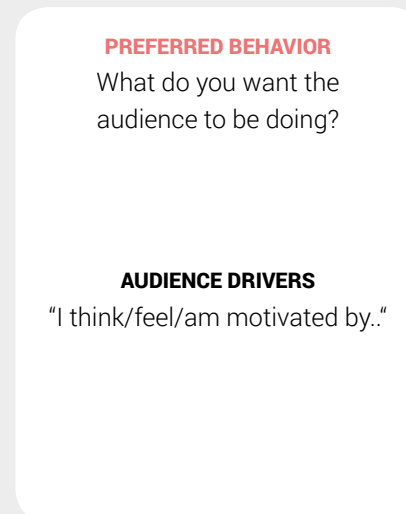 PREFERRED BEHAVIOR
What do you want the
audience to be doing?
AUDIENCE DRIVERS
“I think/feel/am motivated by..“